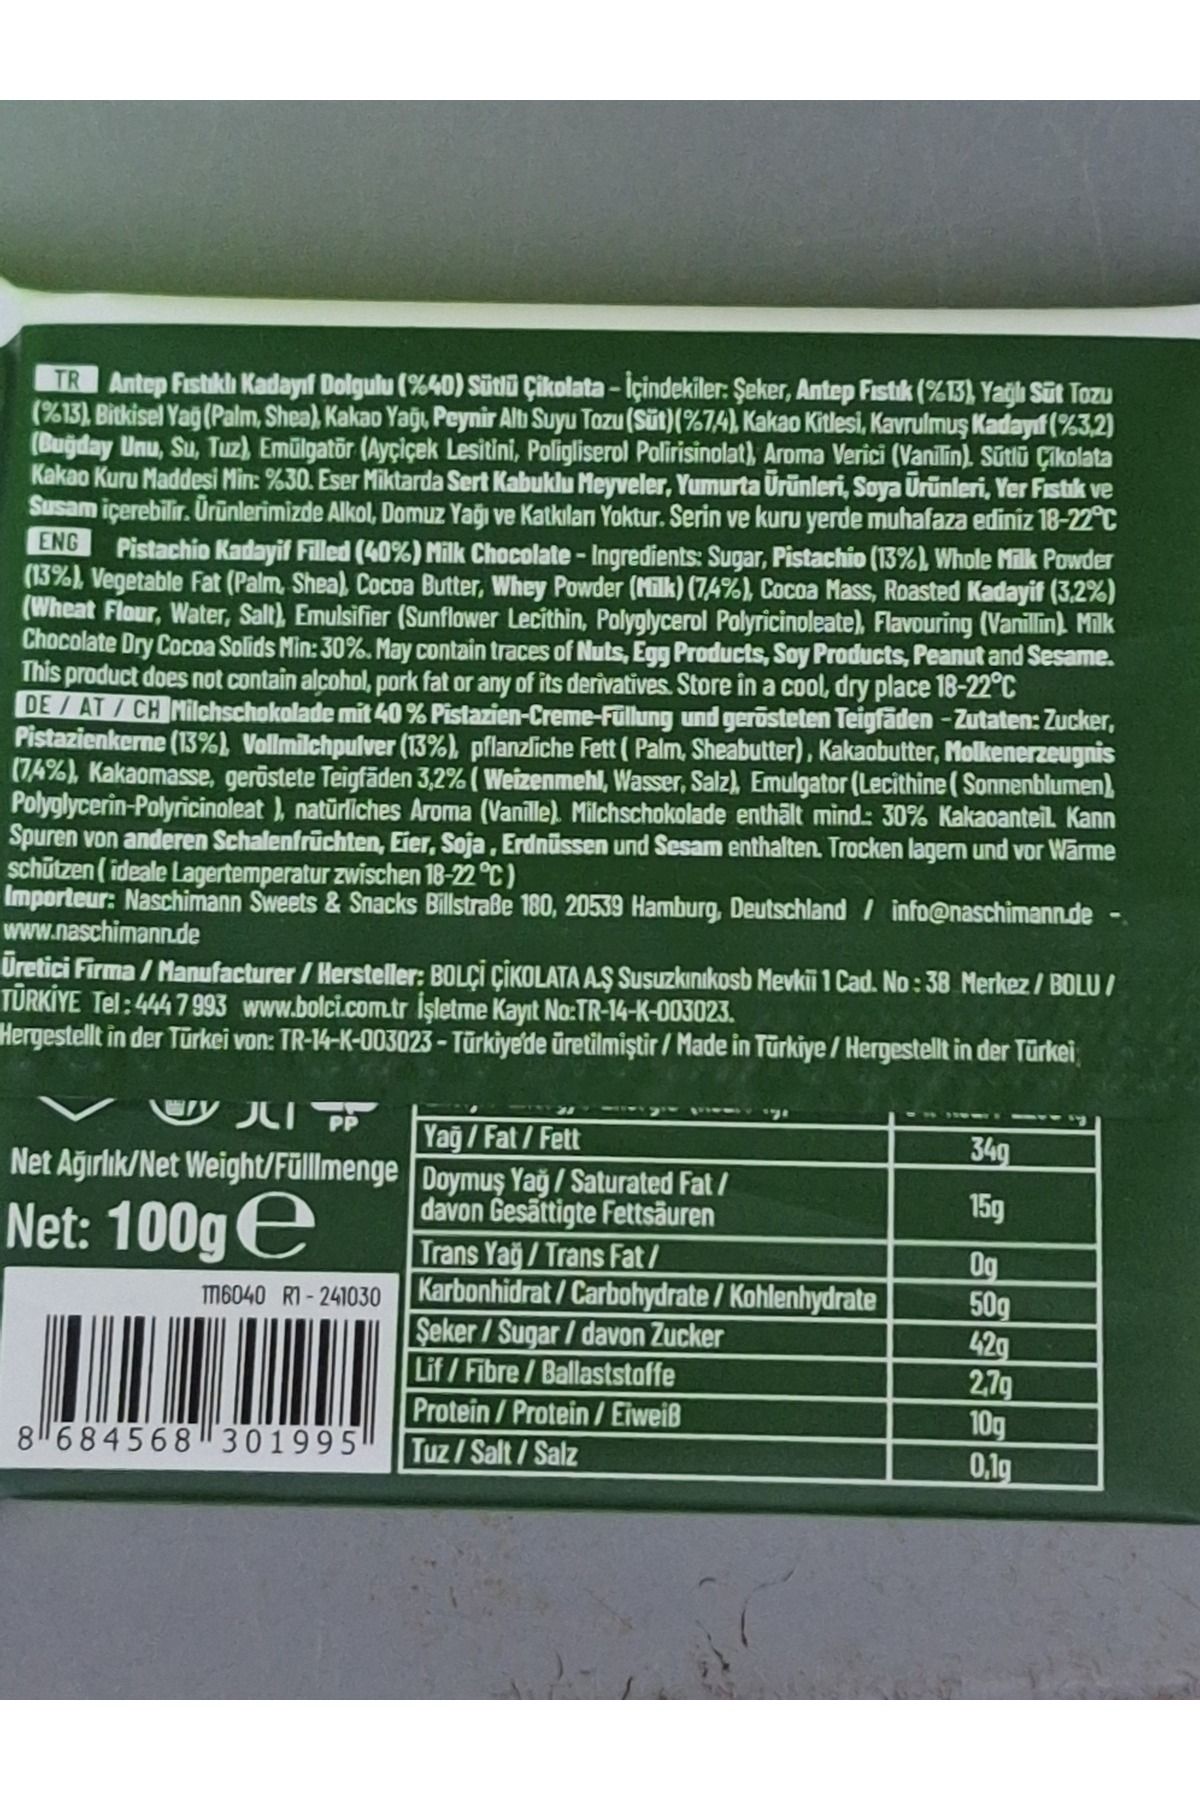 TR Antep Fıstıklı Kadayıf Dolgulu (%40) Sütlü Çikolata – İçindekiler: Şeker, Antep Fıstık (%13), Yağlı Süt Tozu
(%13), Bitkisel Yağ (Palm, Shea), Kakao Yağı, Peynir Altı Suyu Tozu (Süt)(%7,4), Kakao Kitlesi, Kavrulmuş Kadayıf (%3,2)
(Buğday Unu, Su, Tuz), Emülgatör (Ayçiçek Lesitini, Poligliserol Polirisinolat), Aroma Verici (Vanilin). Sütlü Çikolata
Kakao Kuru Maddesi Min: %30. Eser Miktarda Sert Kabuklu Meyveler, Yumurta Ürünleri, Soya Ürünleri, Yer Fıstık ve
Susam içerebilir. Ürünlerimizde Alkol, Domuz Yağı ve Katkıları Yoktur. Serin ve kuru yerde muhafaza ediniz 18-22°C
ENG Pistachio Kadayif Filled (40%) Milk Chocolate - Ingredients: Sugar, Pistachio (13%), Whole Milk Powder
(13%), Vegetable Fat (Palm, Shea), Cocoa Butter, Whey Powder (Milk) (7,4%), Cocoa Mass, Roasted Kadayif (3,2%)
(Wheat Flour, Water, Salt), Emulsifier (Sunflower Lecithin, Polyglycerol Polyricinoleate), Flavouring (Vanillin). Milk
Chocolate Dry Cocoa Solids Min: 30%. May contain traces of Nuts, Egg Products, Soy Products, Peanut and Sesame.
This product does not contain alcohol, pork fat or any of its derivatives. Store in a cool, dry place 18-22°C
DE / AT / CH Milchschokolade mit 40 % Pistazien-Creme-Füllung und gerösteten Teigfäden - Zutaten: Zucker,
Pistazienkerne (13%), Vollmilchpulver (13%), pflanzliche Fett ( Palm, Sheabutter) , Kakaobutter, Molkenerzeugnis
(7,4%), Kakaomasse, geröstete Teigfäden 3,2% ( Weizenmehl, Wasser, Salz), Emulgator (Lecithine ( Sonnenblumen),
Polyglycerin-Polyricinoleat ), natürliches Aroma (Vanille). Milchschokolade enthält mind.: 30% Kakaoanteil. Kann
Spuren von anderen Schalenfrüchten, Eier, Soja , Erdnüssen und Sesam enthalten. Trocken lagern und vor Wärme
schützen ( ideale Lagertemperatur zwischen 18-22 °C )
Importeur: Naschimann Sweets & Snacks Billstraße 180, 20539 Hamburg, Deutschland / info@naschimann.de -
www.naschimann.de
Üretici Firma / Manufacturer / Hersteller: BOLÇİ ÇİKOLATA A.Ş Susuzkınıkosb Mevkii 1 Cad. No : 38 Merkez / BOLU /
TÜRKİYE Tel : 444 7 993 www.bolci.com.tr İşletme Kayıt No:TR-14-K-003023.
Hergestellt in der Türkei von: TR-14-K-003023 - Türkiye'de üretilmiştir / Made in Türkiye / Hergestellt in der Türkei
PP
Net Ağırlık/Net Weight/Fülllmenge
Net: 100g e
1116040 R1 - 241030
8 684568 301995
Yağ / Fat / Fett 34g
Doymuş Yağ / Saturated Fat /
davon Gesättigte Fettsäuren 15g
Trans Yağ / Trans Fat / 0g
Karbonhidrat / Carbohydrate / Kohlenhydrate 50g
Şeker / Sugar / davon Zucker 42g
Lif / Fibre / Ballaststoffe 2,7g
Protein / Protein / Eiweiß 10g
Tuz / Salt / Salz 0,1g